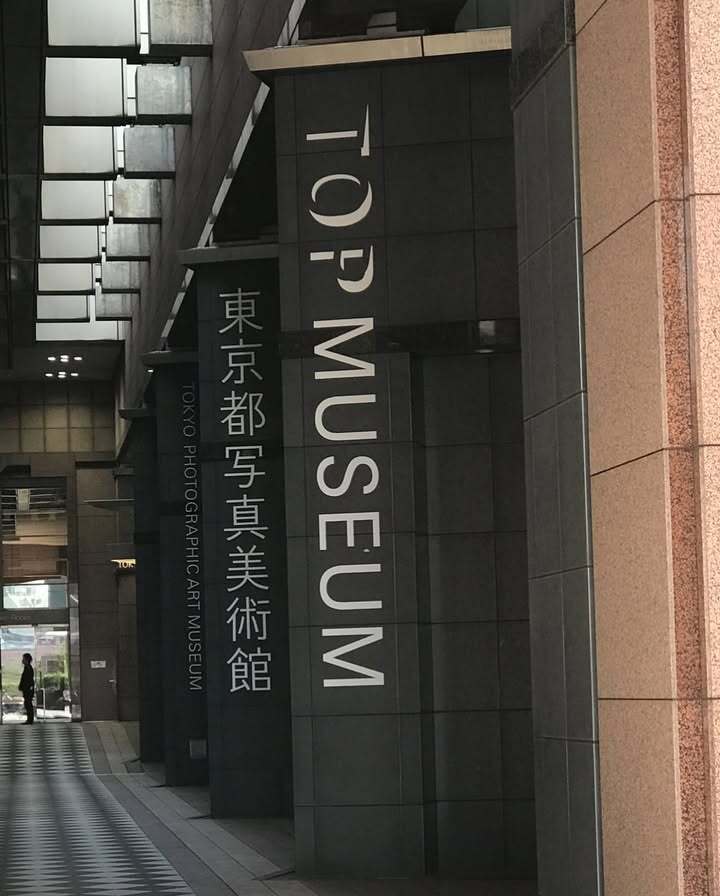 TOP MUSEUM
東京都写真美術館
TOKYO PHOTOGRAPHIC ART MUSEUM